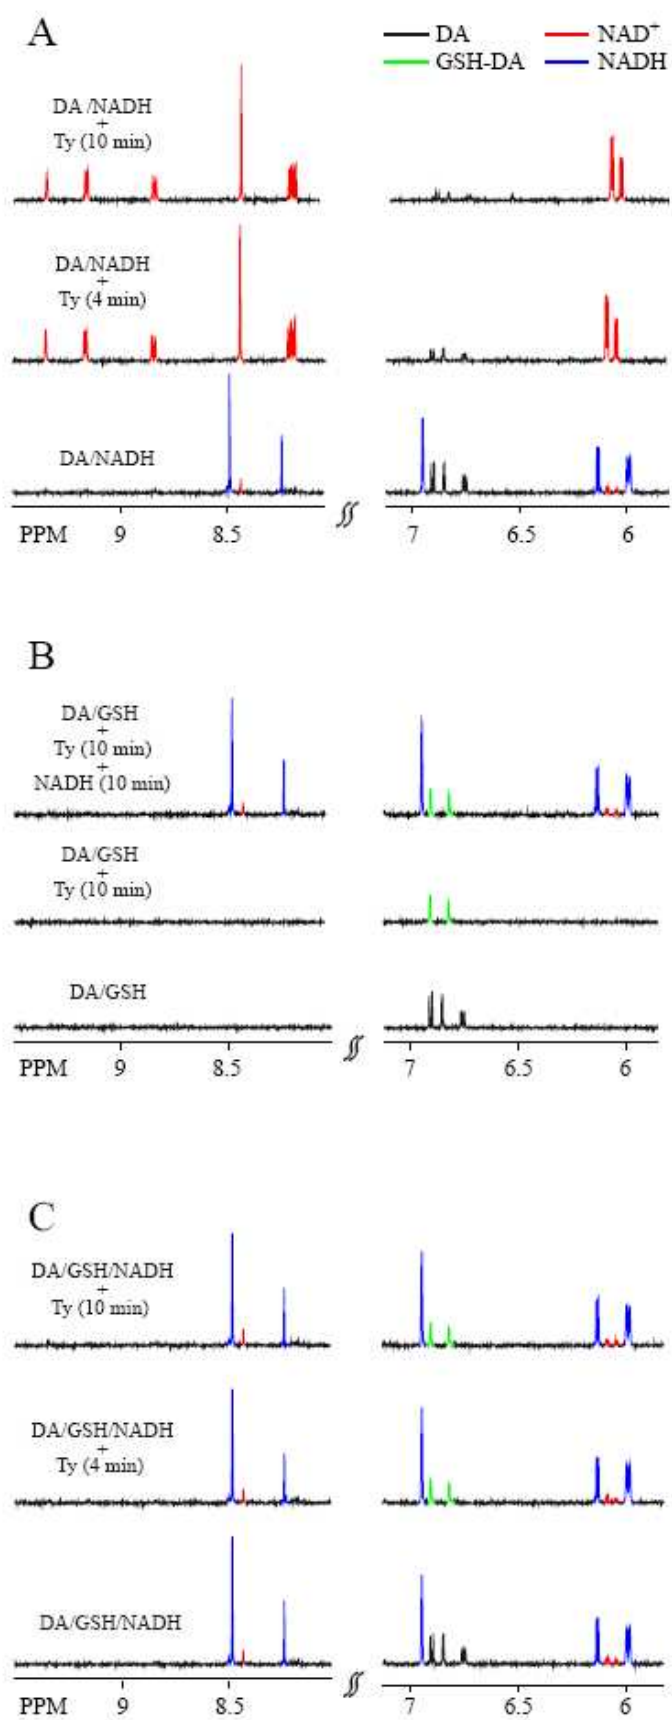 A
DA
NAD+
GSH-DA
NADH
DA /NADH
+
Ty (10 min)
DA/NADH
+
Ty (4 min)
DA/NADH
PPM 9 8.5 7 6.5 6
B
DA/GSH
+
Ty (10 min)
+
NADH (10 min)
DA/GSH
+
Ty (10 min)
DA/GSH
PPM 9 8.5 7 6.5 6
C
DA/GSH/NADH
+
Ty (10 min)
DA/GSH/NADH
+
Ty (4 min)
DA/GSH/NADH
PPM 9 8.5 7 6.5 6